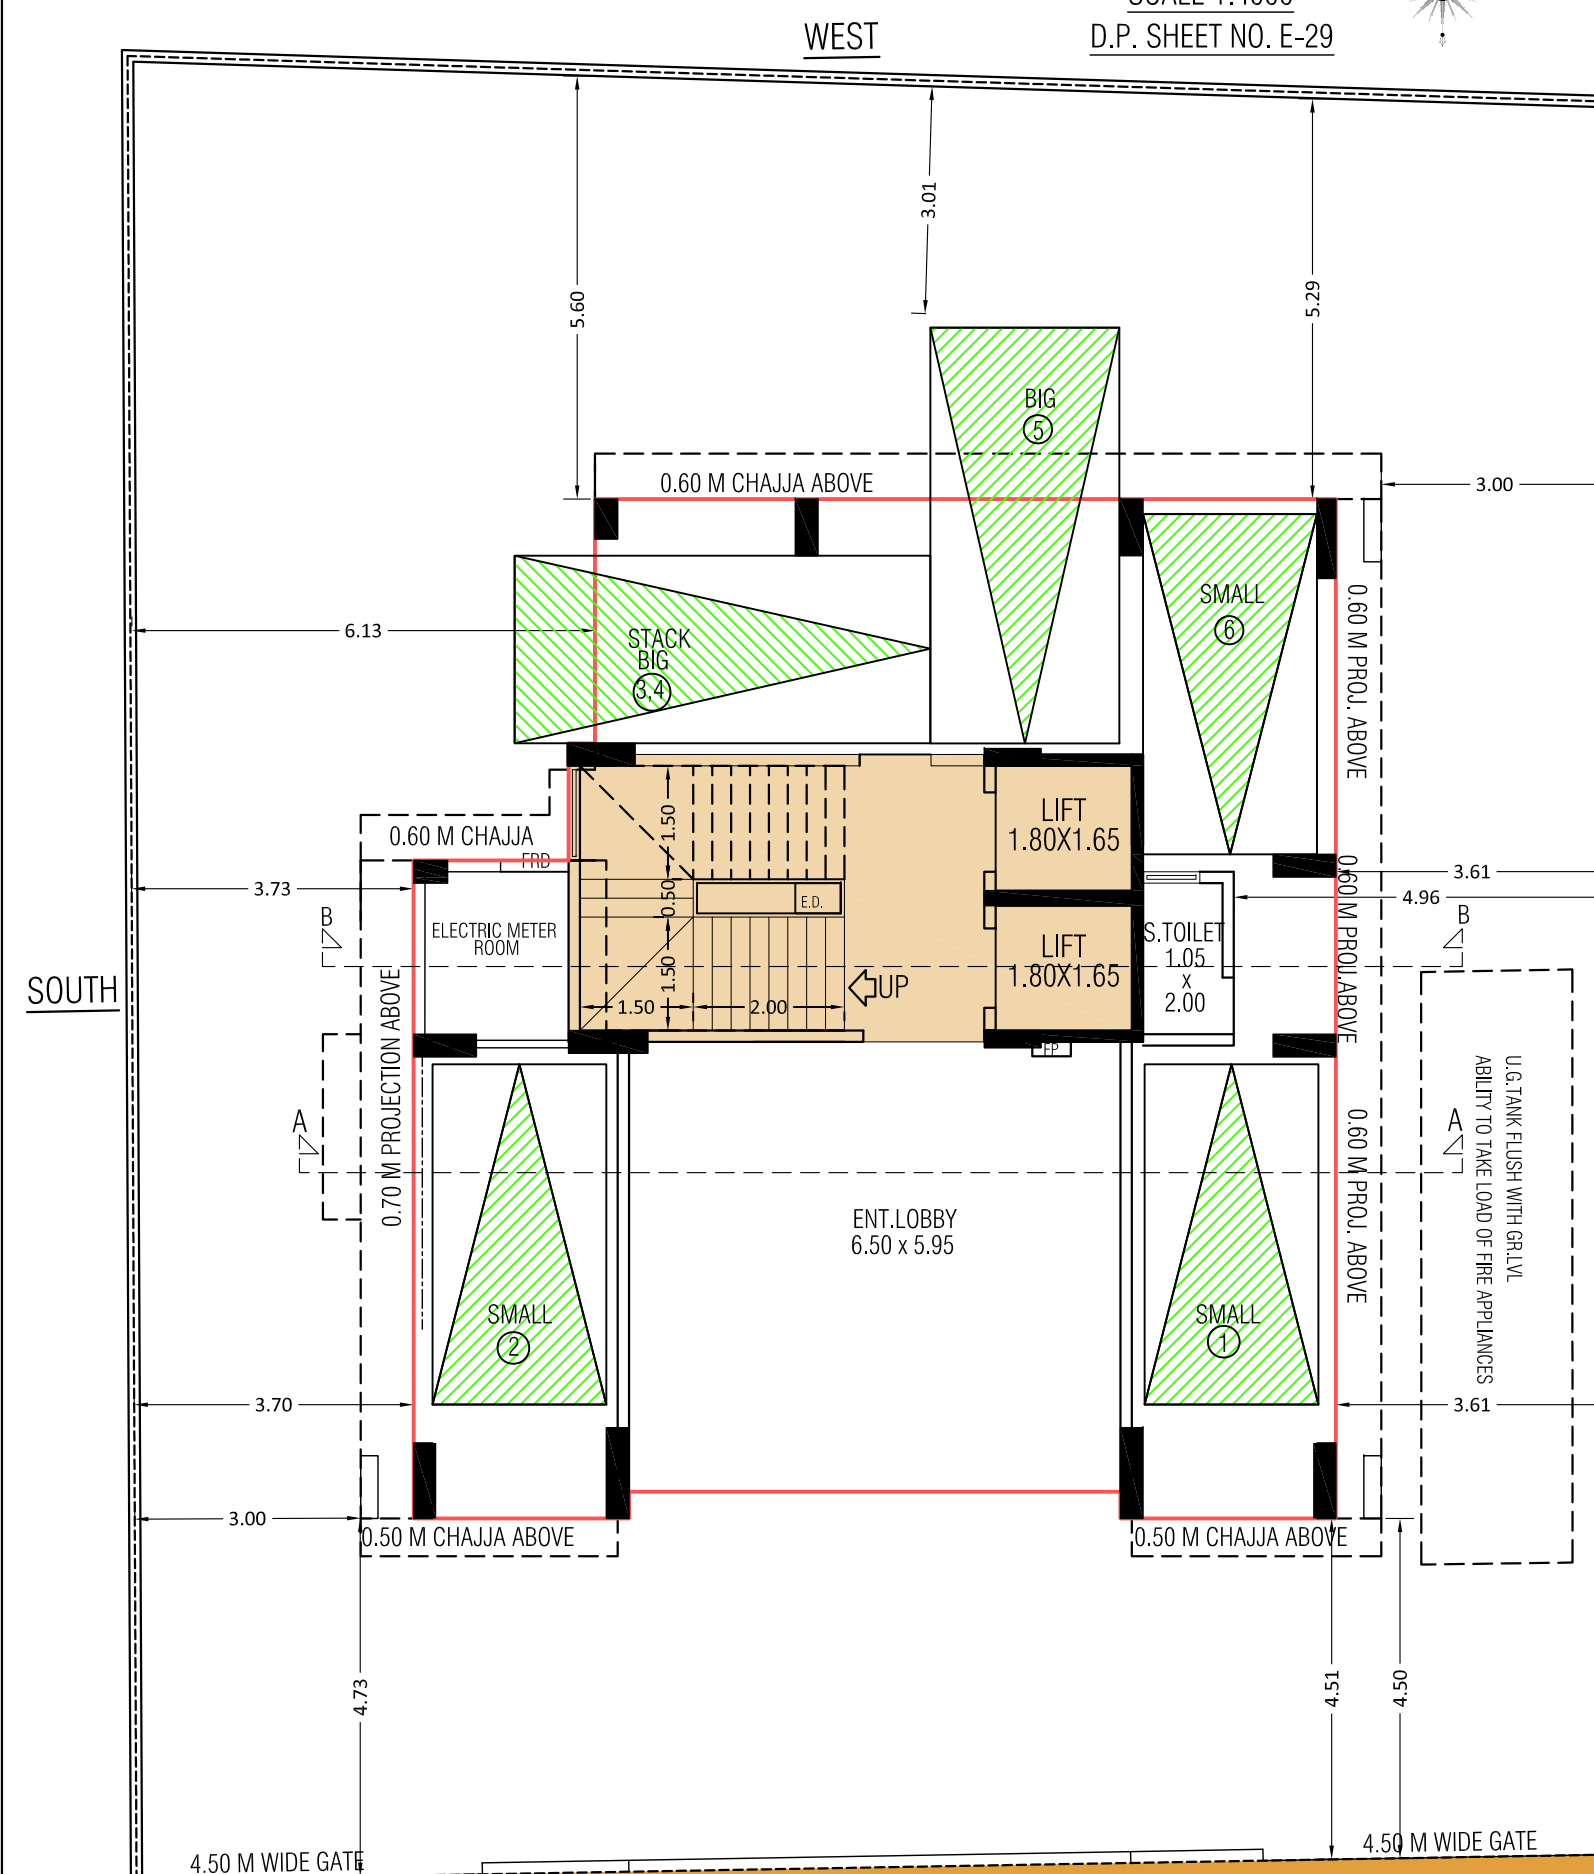 WEST
D.P. SHEET NO. E-29
3.01
5.60
5.29
BIG
5
0.60 M CHAJJA ABOVE
3.00
SMALL
6
0.60 M PROJ. ABOVE
6.13
STACK
BIG
3,4
0.60 M CHAJJA
FRD
1.50
0.50
1.50
LIFT
1.80X1.65
3.73
3.61
4.96
0.60 M PROJ.ABOVE
B
B
ELECTRIC METER
ROOM
E.D.
LIFT
1.80X1.65
S.TOILET
1.05
x
2.00
UP
1.50
2.00
SOUTH
FP
0.70 M PROJECTION ABOVE
A
A
0.60 M PROJ. ABOVE
U.G.TANK FLUSH WITH GR.LVL
ABILITY TO TAKE LOAD OF FIRE APPLIANCES
ENT.LOBBY
6.50 x 5.95
SMALL
2
SMALL
1
3.70
3.61
3.00
0.50 M CHAJJA ABOVE
0.50 M CHAJJA ABOVE
4.73
4.51
4.50
4.50 M WIDE GATE
4.50 M WIDE GATE